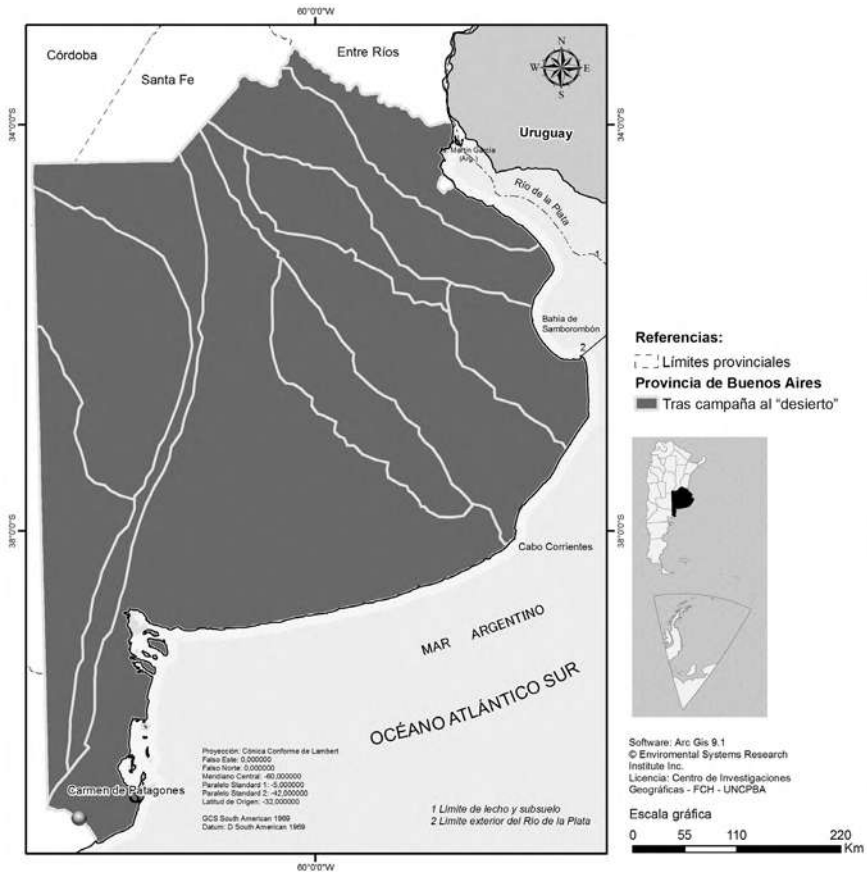 60°0'0"W
Córdoba
Entre Ríos
Santa Fe
N
W E
S
34°0'0"S
34°0'0"S
Uruguay
Martín García
(Arg.)
Río de la Plata
1
Bahía de
Samborombón
2
Referencias:
Límites provinciales
Provincia de Buenos Aires
Tras campaña al "desierto"
38°0'0"S
38°0'0"S
Cabo Corrientes
MAR ARGENTINO
OCÉANO ATLÁNTICO SUR
Carmen de Patagones
Proyección: Cónica Conforme de Lambert
Falso Este: 0,000000
Falso Norte: 0,000000
Meridiano Central: -60,000000
Paralelo Standard 1: -5,000000
Paralelo Standard 2: -42,000000
Latitud de Origen: -32,000000
GCS South American 1969
Datum: D South American 1969
1 Límite de lecho y subsuelo
2 Límite exterior del Río de la Plata
60°0'0"W
Software: Arc Gis 9.1
© Enviromental Systems Research
Institute Inc.
Licencia: Centro de Investigaciones
Geográficas - FCH - UNCPBA
Escala gráfica
0 55 110 220
Km